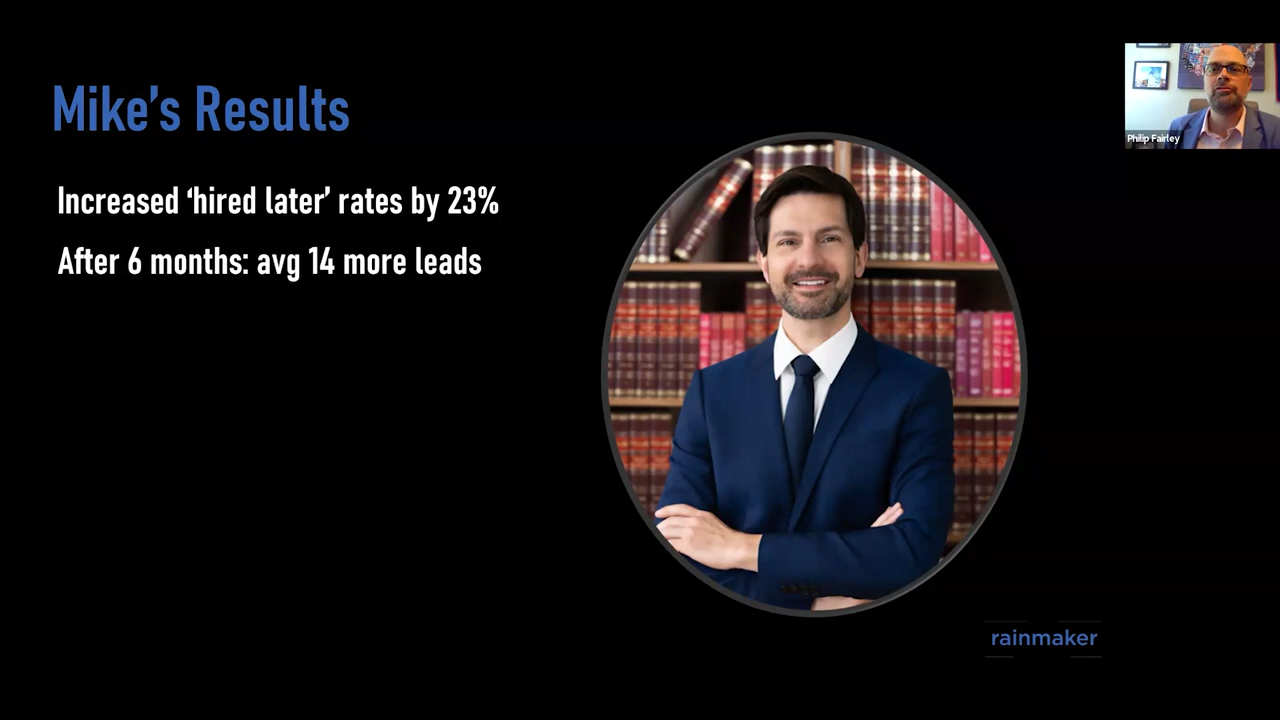 Mike’s Results
Increased ‘hired later’ rates by 23%
After 6 months: avg 14 more leads
Philip Fairley
rainmaker